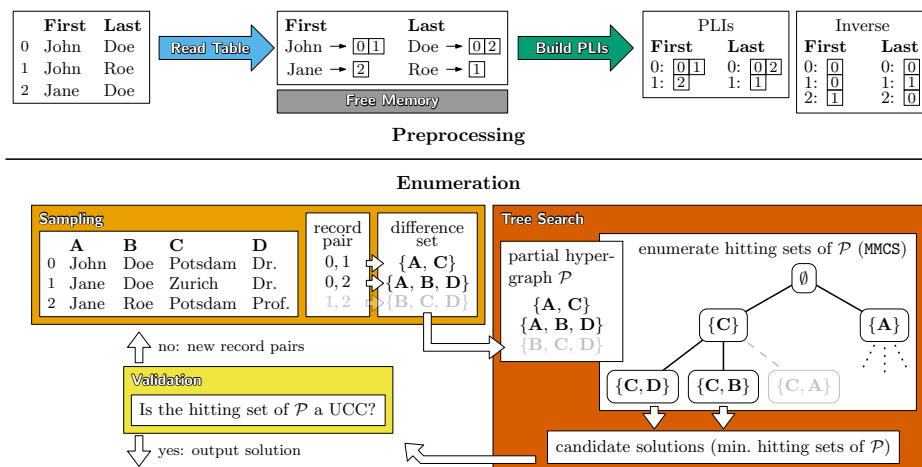 First Last
0 John Doe
1 John Roe
2 Jane Doe
Read Table
First Last
John → 0 1 Doe → 0 2
Jane → 2 Roe → 1
Free Memory
Build PLIs
PLIs
First Last
0: 0 1 0: 0 2
1: 2 1: 1
Inverse
First Last
0: 0 0: 0
1: 0 1: 1
2: 1 2: 0
Preprocessing
Enumeration
Sampling
A B C D
0 John Doe Potsdam Dr.
1 Jane Doe Zurich Dr.
2 Jane Roe Potsdam Prof.
record
pair
0, 1
0, 2
1, 2
difference
set
{A, C}
{A, B, D}
{B, C, D}
Tree Search
partial hyper-
graph 𝒫
{A, C}
{A, B, D}
{B, C, D}
enumerate hitting sets of 𝒫 (MMCS)
∅
{C} {A}
{C, D} {C, B} {C, A}
candidate solutions (min. hitting sets of 𝒫)
no: new record pairs
Validation
Is the hitting set of 𝒫 a UCC?
yes: output solution